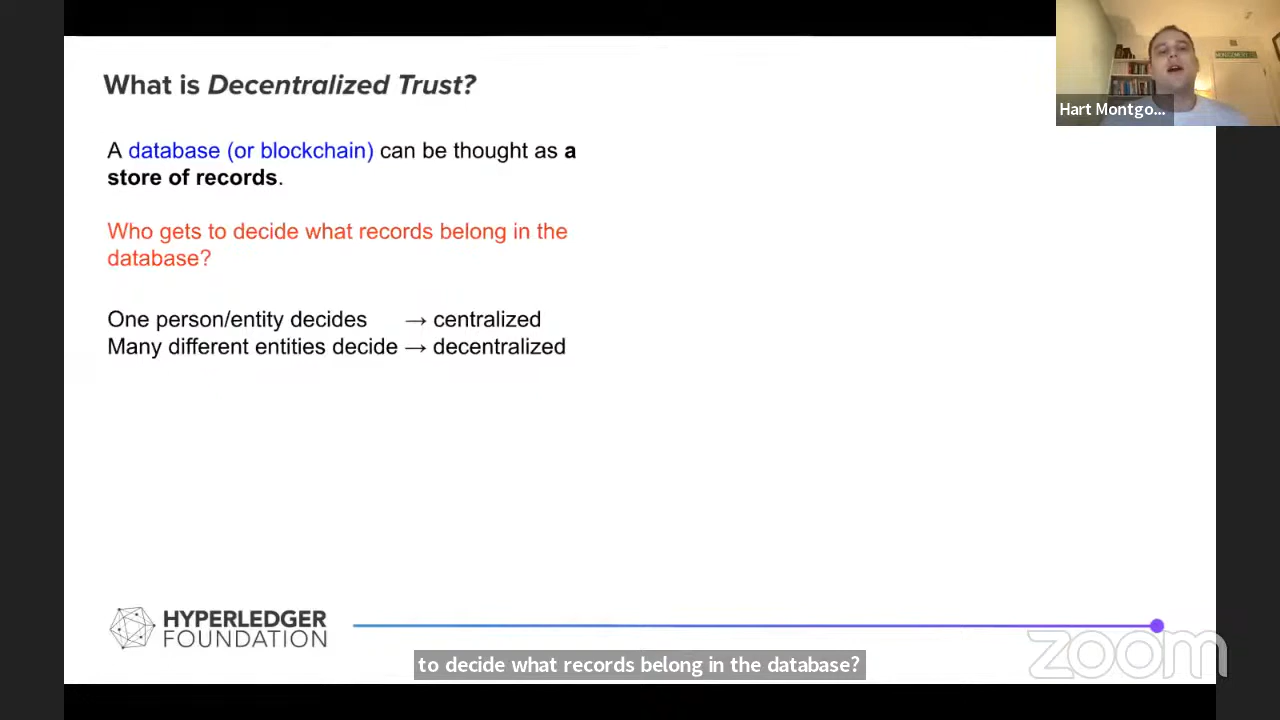 What is Decentralized Trust?
A database (or blockchain) can be thought as a
store of records.
Who gets to decide what records belong in the
database?
One person/entity decides → centralized
Many different entities decide → decentralized
Hart Montgo...
HYPERLEDGER
FOUNDATION
to decide what records belong in the database?
zoom